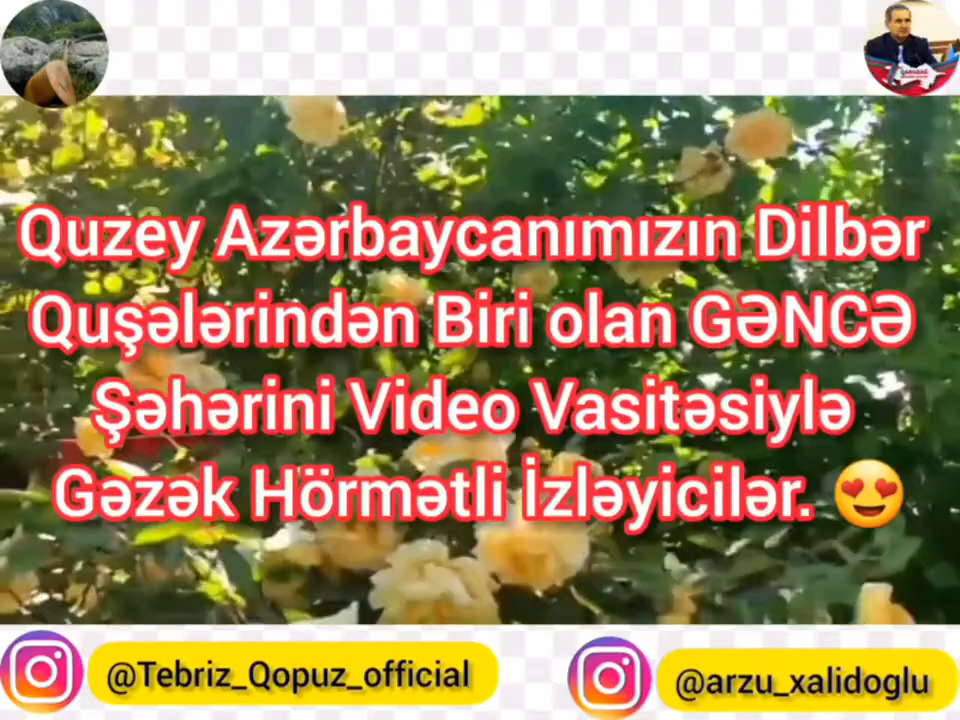 Quzey Azərbaycanımızın Dilbər
Quşələrindən Biri olan GƏNCƏ
Şəhərini Video Vasitəsiylə
Gəzək Hörmətli İzləyicilər. 😍
@Tebriz_Qopuz_official
@arzu_xalidoglu